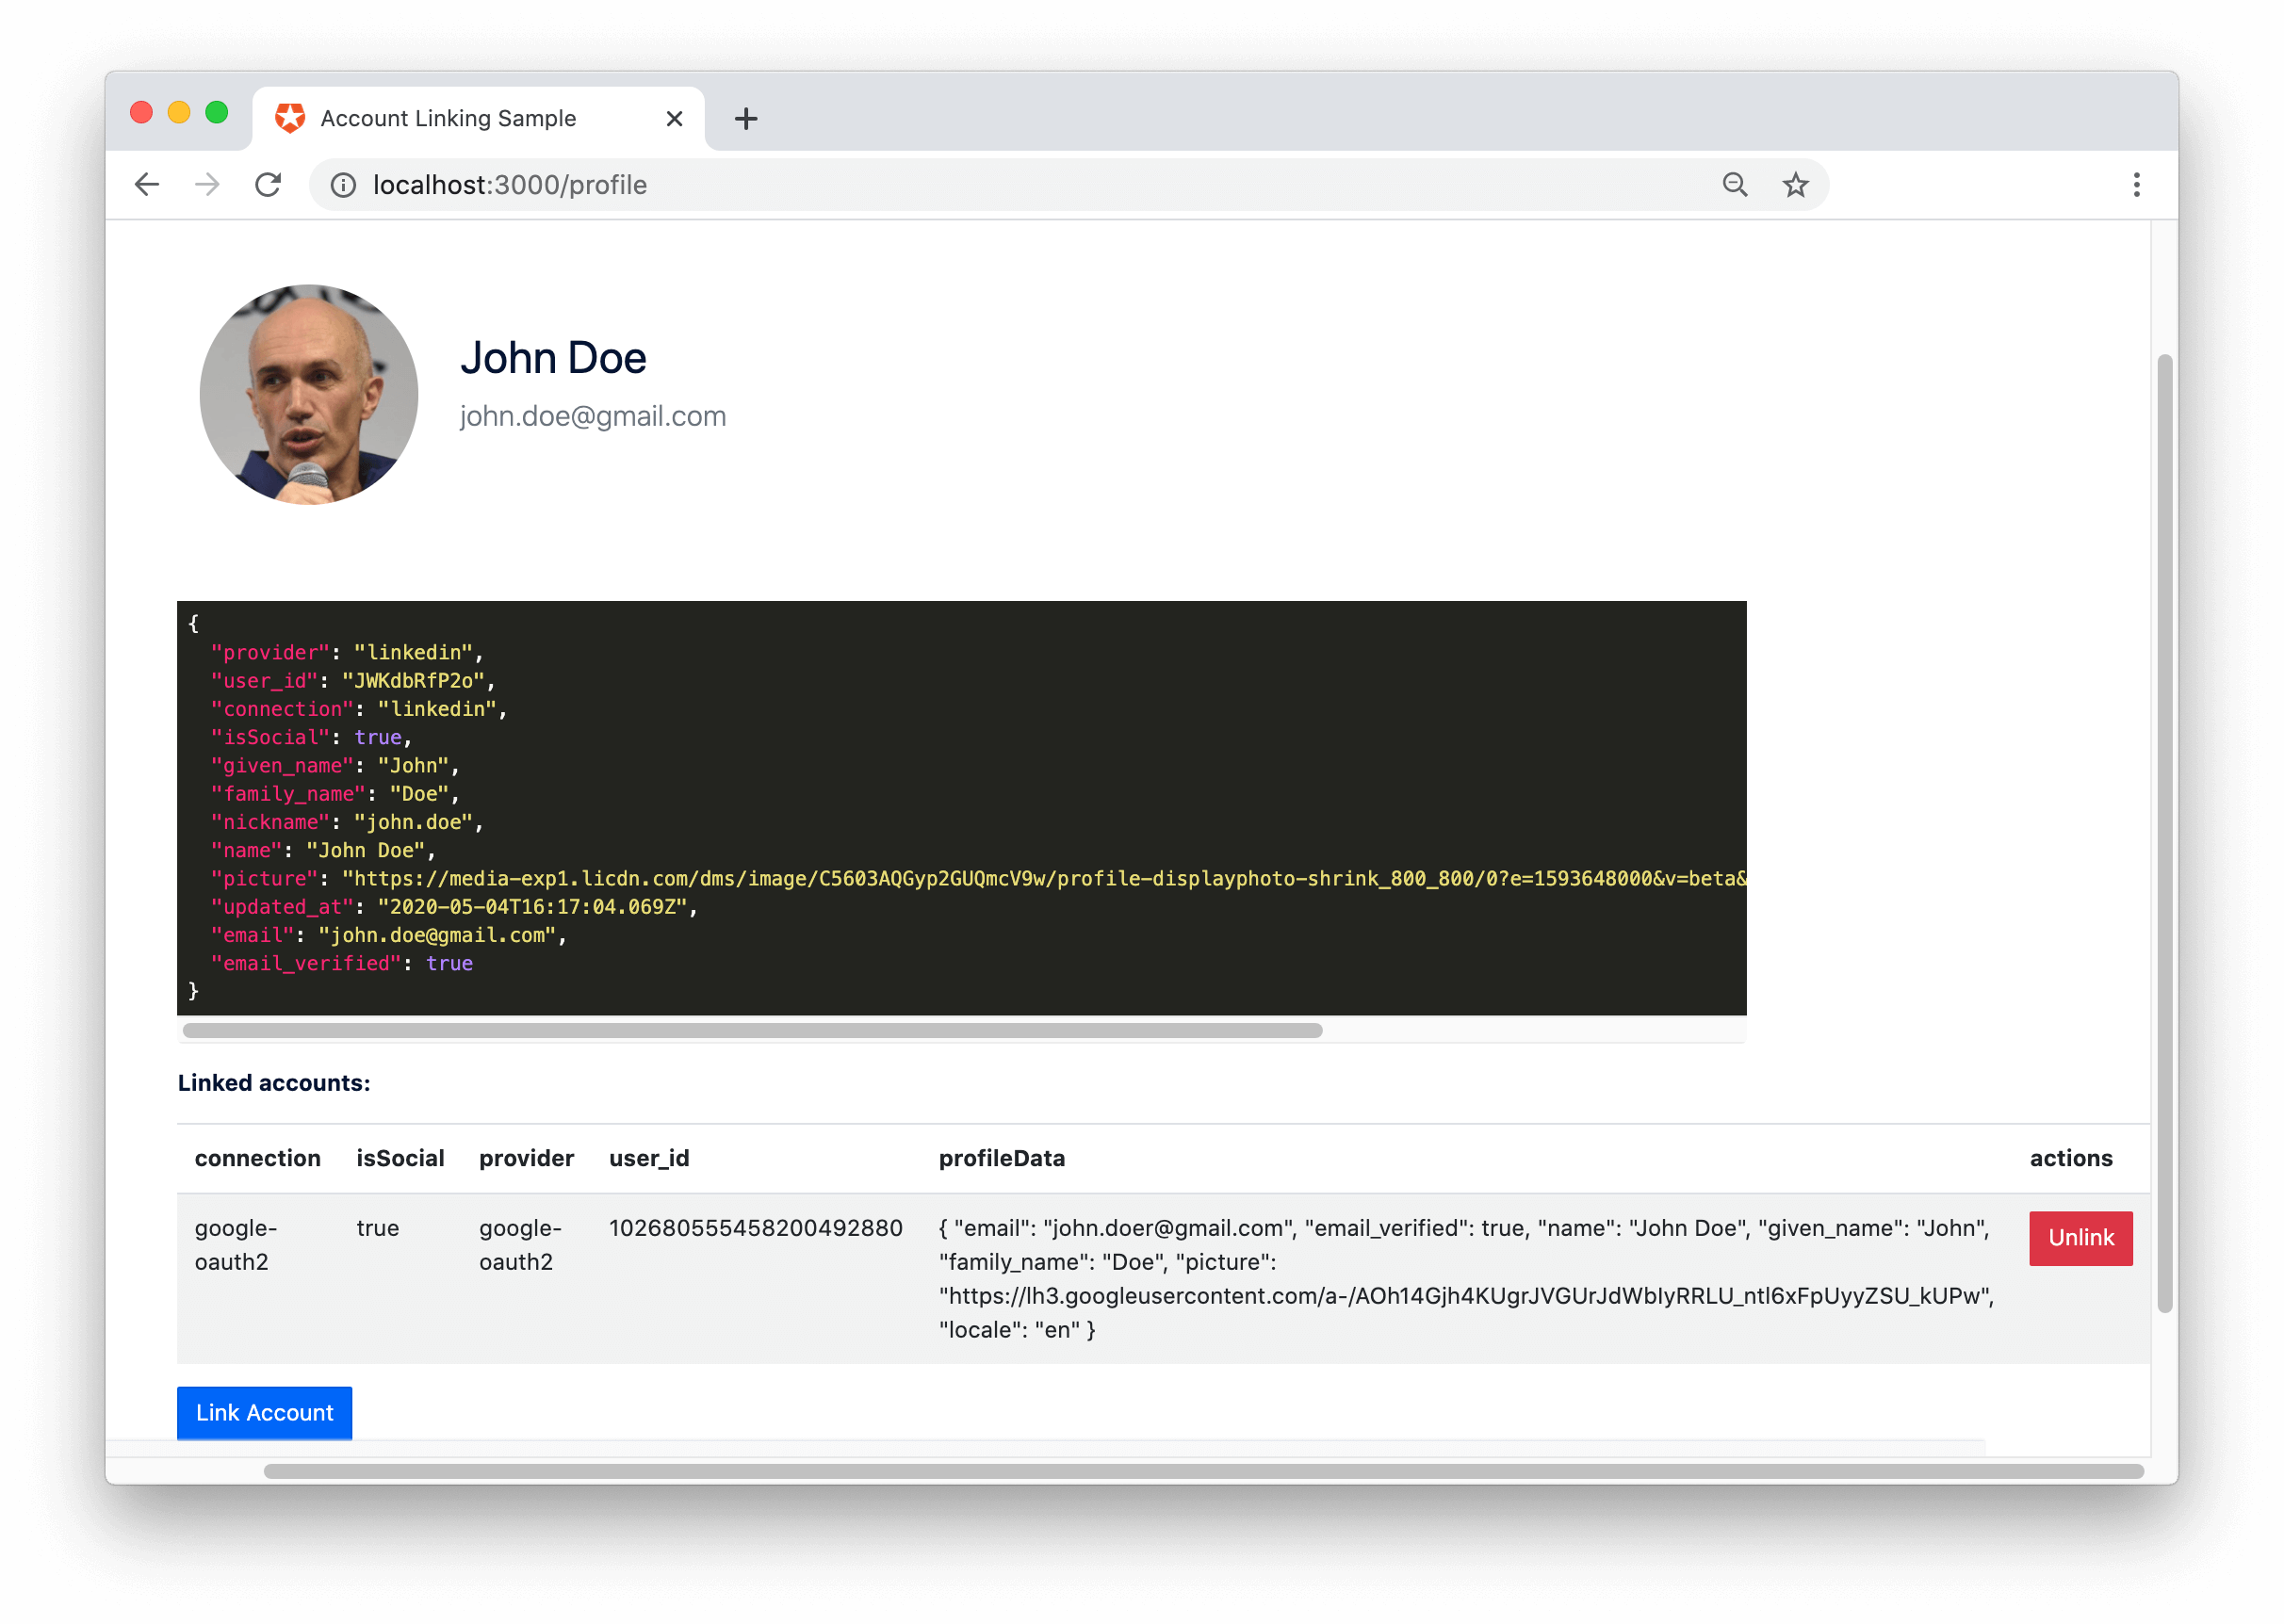 Account Linking Sample
localhost:3000/profile
John Doe
john.doe@gmail.com
{
"provider": "linkedin",
"user_id": "JWKdbRfP2o",
"connection": "linkedin",
"isSocial": true,
"given_name": "John",
"family_name": "Doe",
"nickname": "john.doe",
"name": "John Doe",
"picture": "https://media-exp1.licdn.com/dms/image/C5603AQGyp2GUQmcV9w/profile-displayphoto-shrink_800_800/0?e=1593648000&v=beta&
"updated_at": "2020-05-04T16:17:04.069Z",
"email": "john.doe@gmail.com",
"email_verified": true
}
Linked accounts:
connection isSocial provider user_id profileData actions
google-oauth2 true google-oauth2 102680555458200492880 { "email": "john.doer@gmail.com", "email_verified": true, "name": "John Doe", "given_name": "John",
"family_name": "Doe", "picture":
"https://lh3.googleusercontent.com/a-/AOh14Gjh4KUgrJVGUrJdWbIyRRLU_ntl6xFpUyyZSU_kUPw",
"locale": "en" }
Unlink
Link Account